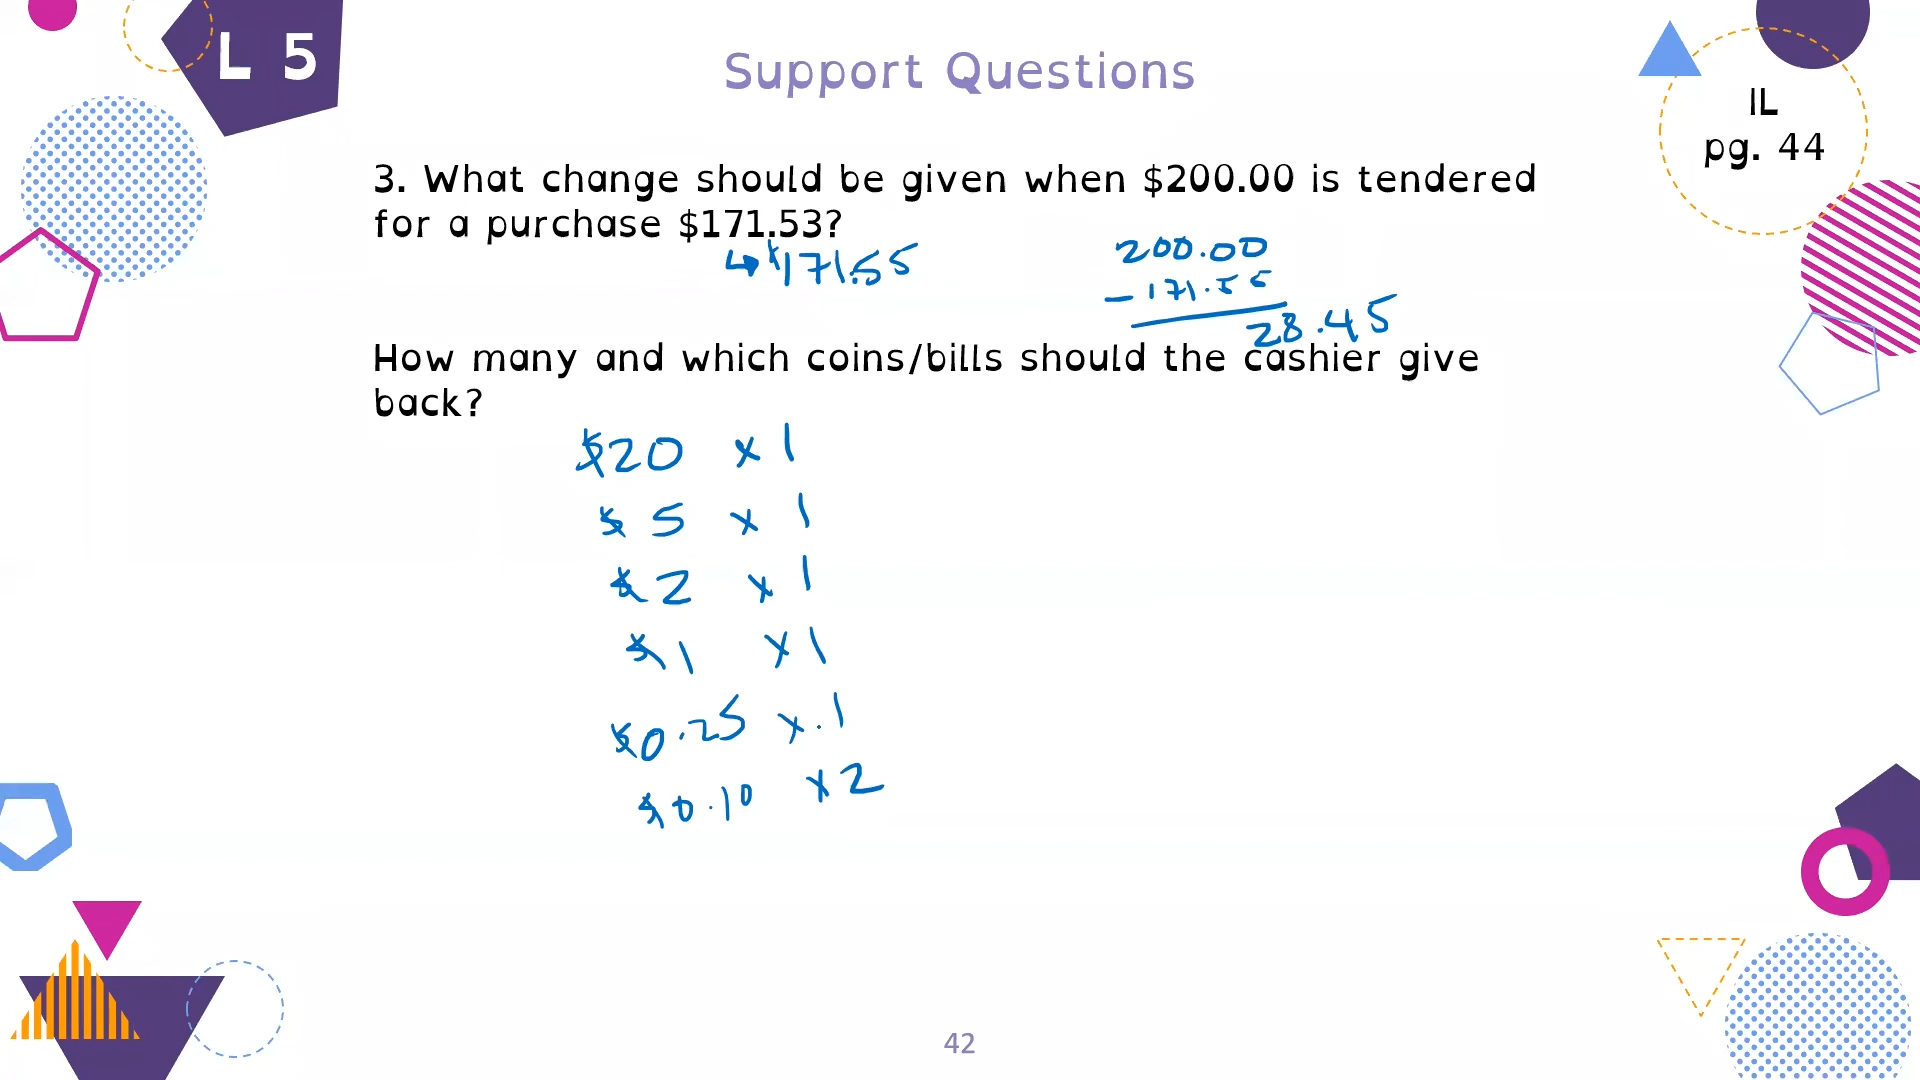 L 5
Support Questions
IL
pg. 44
3. What change should be given when $200.00 is tendered
for a purchase $171.53?
↳ $171.55
200.00
- 171.55
28.45
How many and which coins/bills should the cashier give
back?
$20 x 1
$ 5 x 1
$ 2 x 1
$ 1 x 1
$0.25 x 1
$0.10 x 2
42